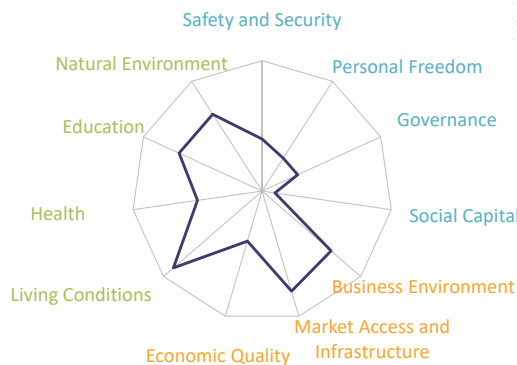 Safety and Security
Natural Environment
Personal Freedom
Education
Governance
Health
Social Capital
Living Conditions
Business Environment
Market Access and
Infrastructure
Economic Quality